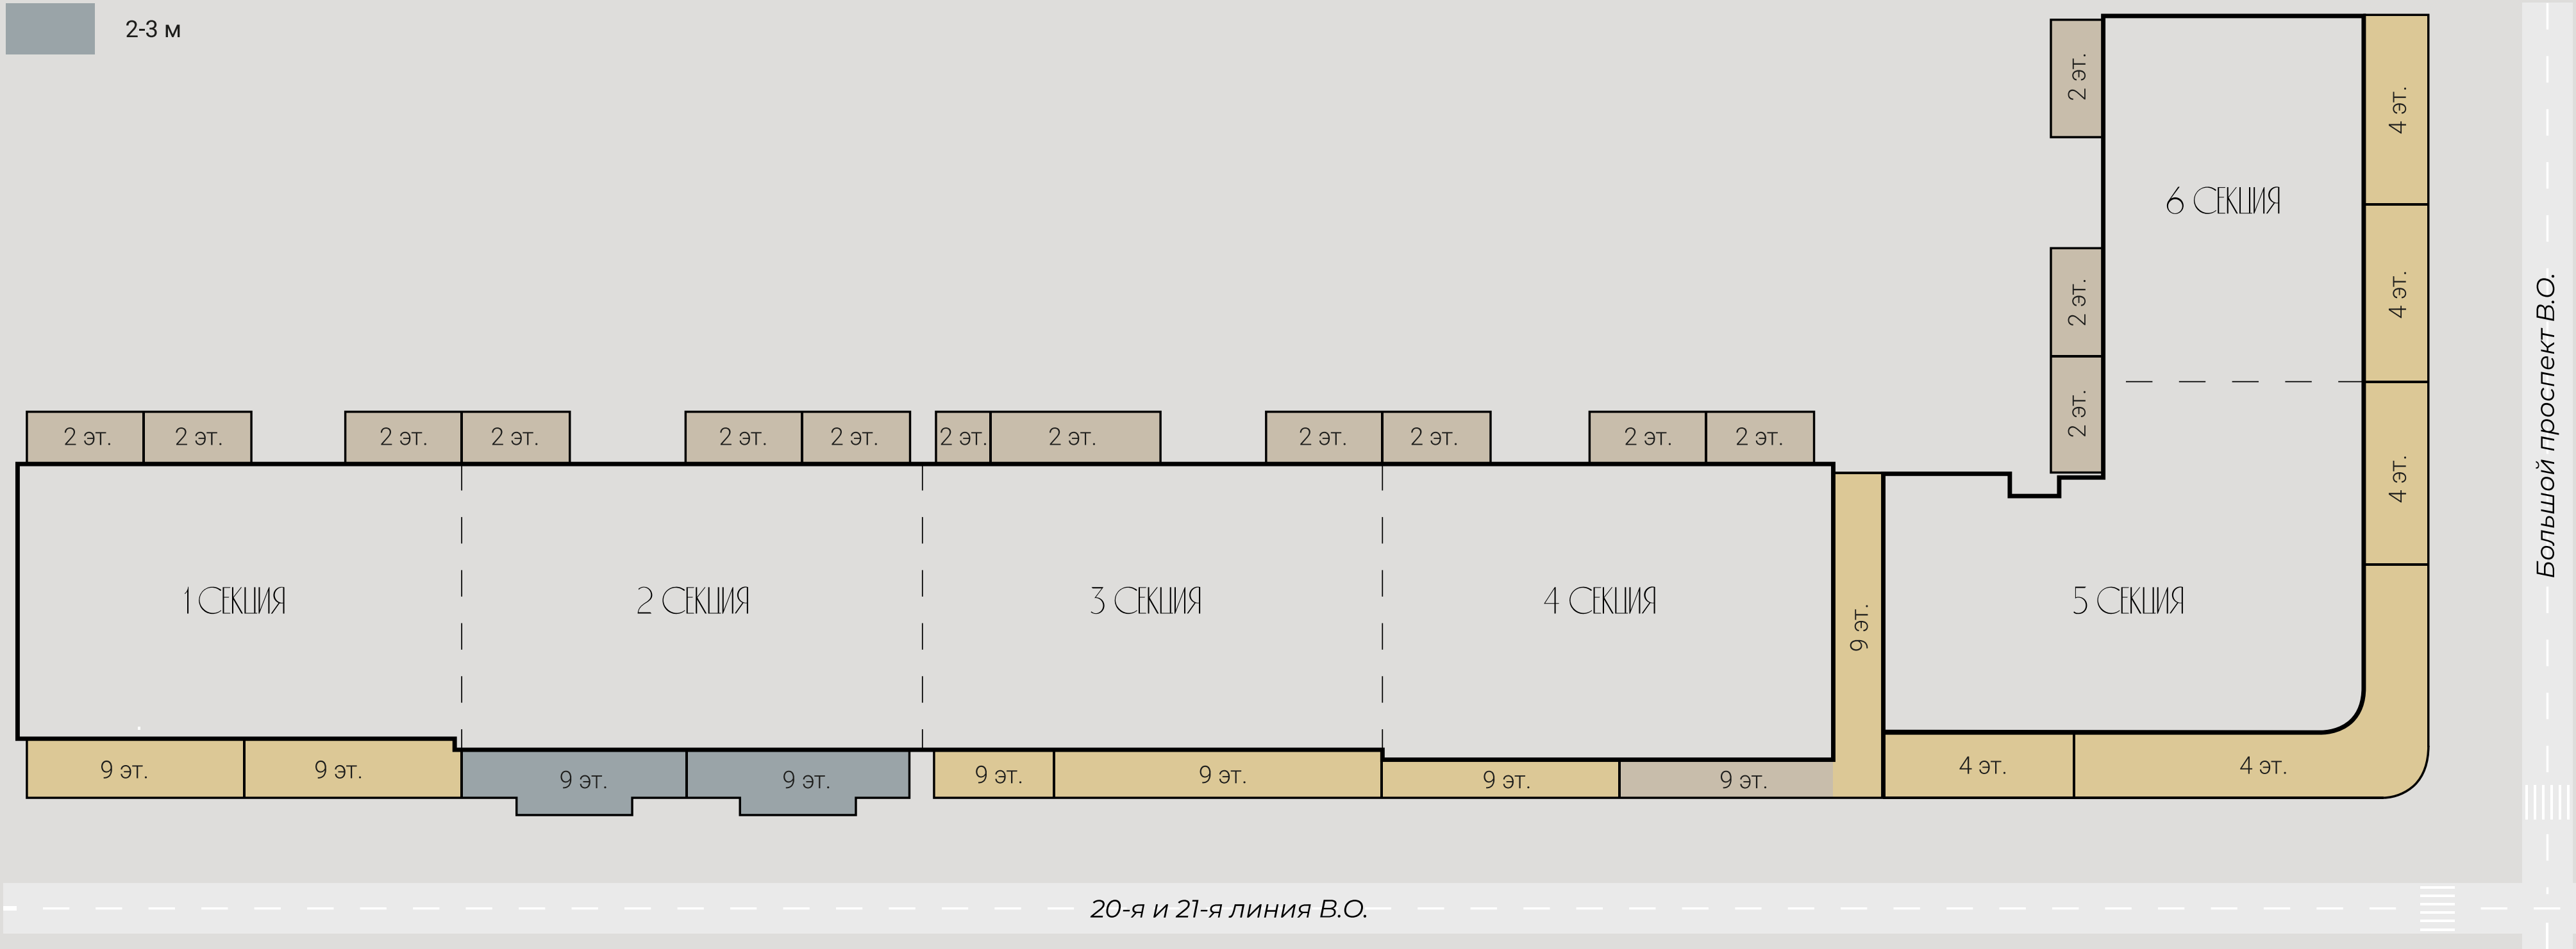 2-3 м
2 эт.
4 эт.
6 СЕКЦИЯ
2 эт.
4 эт.
Большой проспект В.О.
2 эт.
2 эт. 2 эт. 2 эт. 2 эт. 2 эт. 2 эт. 2 эт. 2 эт. 2 эт. 2 эт. 2 эт. 2 эт.
4 эт.
1 СЕКЦИЯ 2 СЕКЦИЯ 3 СЕКЦИЯ 4 СЕКЦИЯ 9 эт. 5 СЕКЦИЯ
9 эт. 9 эт. 9 эт. 9 эт. 9 эт. 9 эт. 9 эт. 9 эт. 4 эт. 4 эт.
20-я и 21-я линия В.О.